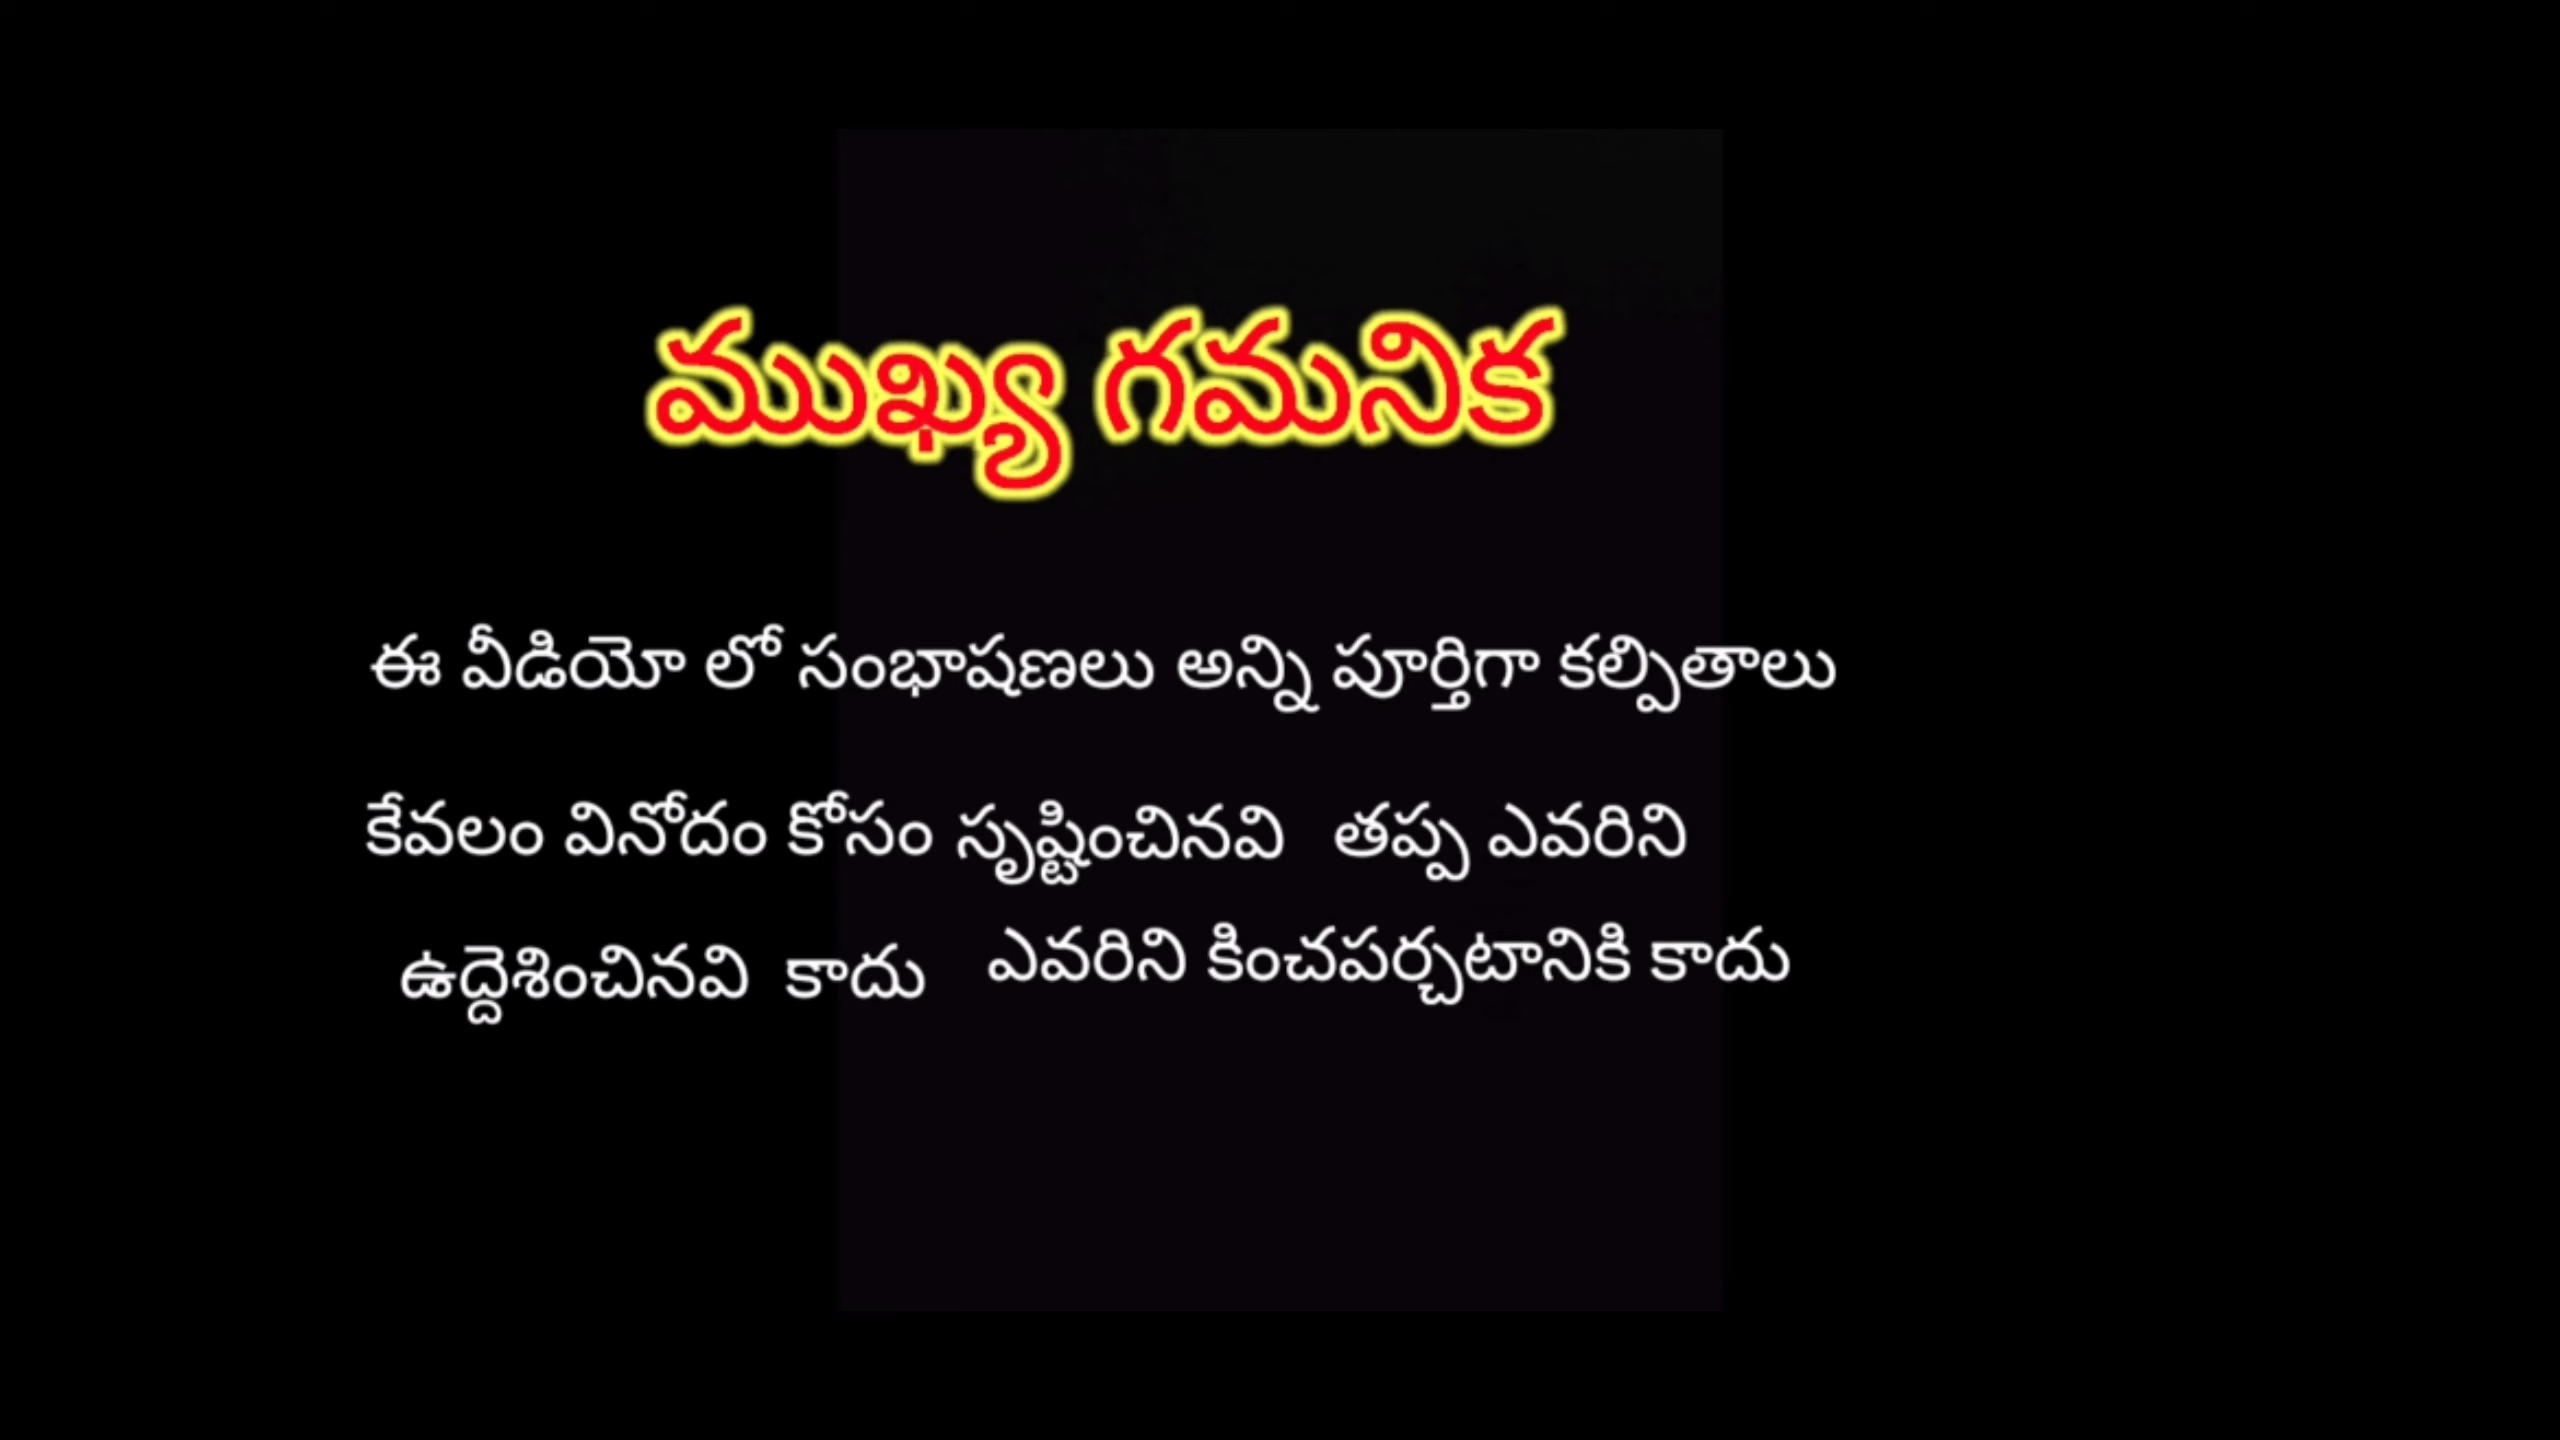 ముఖ్య గమనిక
ఈ వీడియో లో సంభాషణలు అన్ని పూర్తిగా కల్పితాలు
కేవలం వినోదం కోసం సృష్టించినవి తప్ప ఎవరిని
ఉద్దెశించినవి కాదు ఎవరిని కించపర్చటానికి కాదు